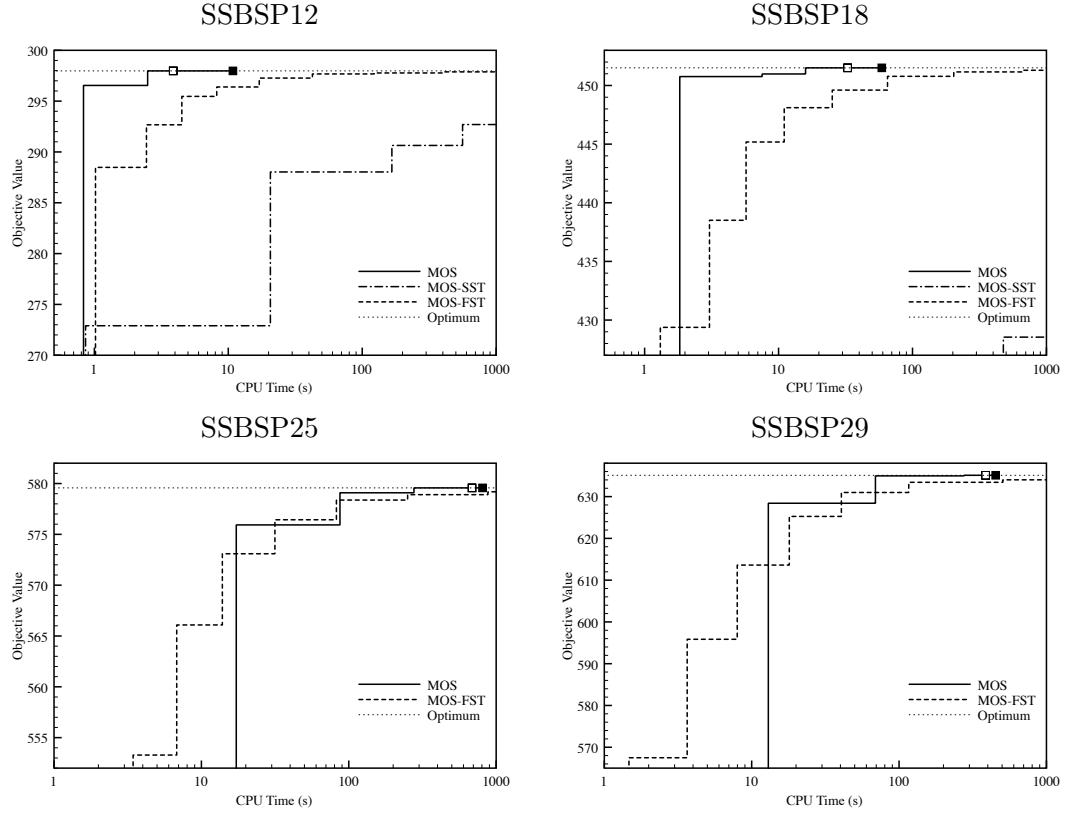 SSBSP12
300
295
290
285
280
275
270
Objective Value
MOS
MOS-SST
MOS-FST
Optimum
1 10 100 1000
CPU Time (s)
SSBSP18
450
445
440
435
430
Objective Value
MOS
MOS-SST
MOS-FST
Optimum
1 10 100 1000
CPU Time (s)
SSBSP25
580
575
570
565
560
555
Objective Value
MOS
MOS-FST
Optimum
1 10 100 1000
CPU Time (s)
SSBSP29
630
620
610
600
590
580
570
Objective Value
MOS
MOS-FST
Optimum
1 10 100 1000
CPU Time (s)